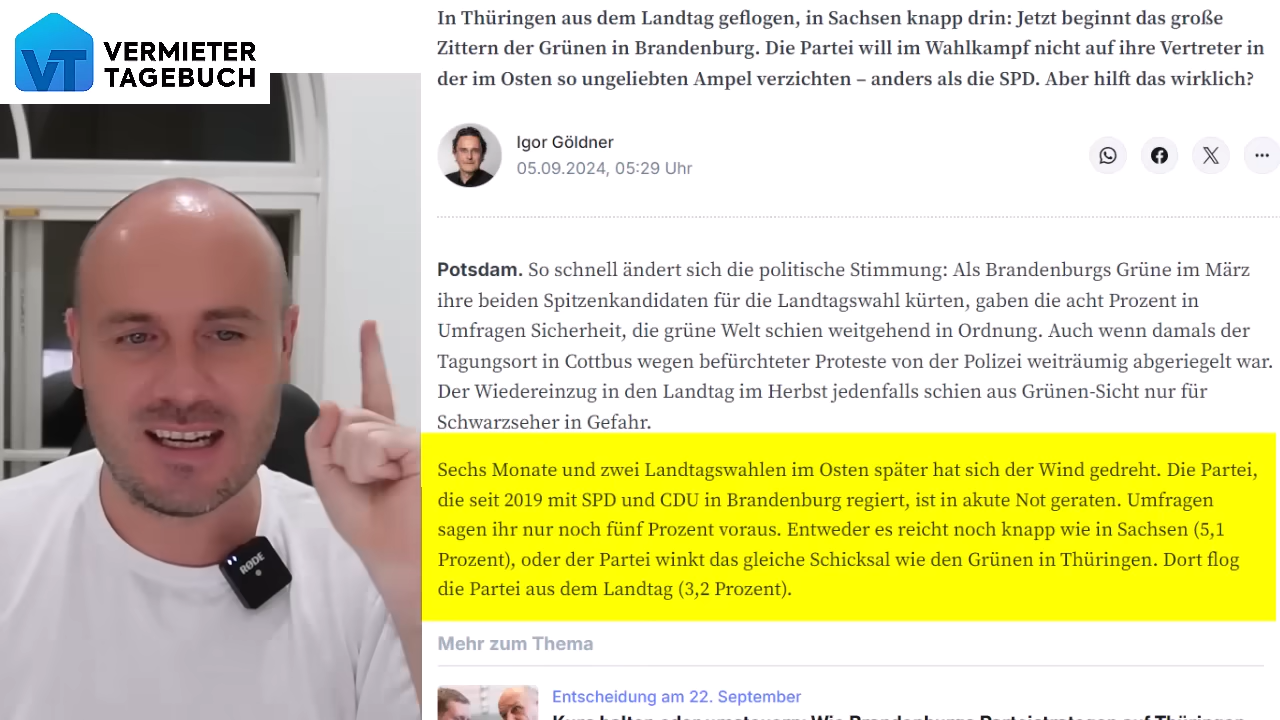 VERMIETER
TAGEBUCH
VT
In Thüringen aus dem Landtag geflogen, in Sachsen knapp drin: Jetzt beginnt das große
Zittern der Grünen in Brandenburg. Die Partei will im Wahlkampf nicht auf ihre Vertreter in
der im Osten so ungeliebten Ampel verzichten – anders als die SPD. Aber hilft das wirklich?
Igor Göldner
05.09.2024, 05:29 Uhr
Potsdam. So schnell ändert sich die politische Stimmung: Als Brandenburgs Grüne im März
ihre beiden Spitzenkandidaten für die Landtagswahl kürten, gaben die acht Prozent in
Umfragen Sicherheit, die grüne Welt schien weitgehend in Ordnung. Auch wenn damals der
Tagungsort in Cottbus wegen befürchteter Proteste von der Polizei weiträumig abgeriegelt war.
Der Wiedereinzug in den Landtag im Herbst jedenfalls schien aus Grünen-Sicht nur für
Schwarzseher in Gefahr.
Sechs Monate und zwei Landtagswahlen im Osten später hat sich der Wind gedreht. Die Partei,
die seit 2019 mit SPD und CDU in Brandenburg regiert, ist in akute Not geraten. Umfragen
sagen ihr nur noch fünf Prozent voraus. Entweder es reicht noch knapp wie in Sachsen (5,1
Prozent), oder der Partei winkt das gleiche Schicksal wie den Grünen in Thüringen. Dort flog
die Partei aus dem Landtag (3,2 Prozent).
RØDE
Mehr zum Thema
Entscheidung am 22. September
Kurs halten oder umsteuern: Wie Brandenburgs Parteistrategen auf Thüringen